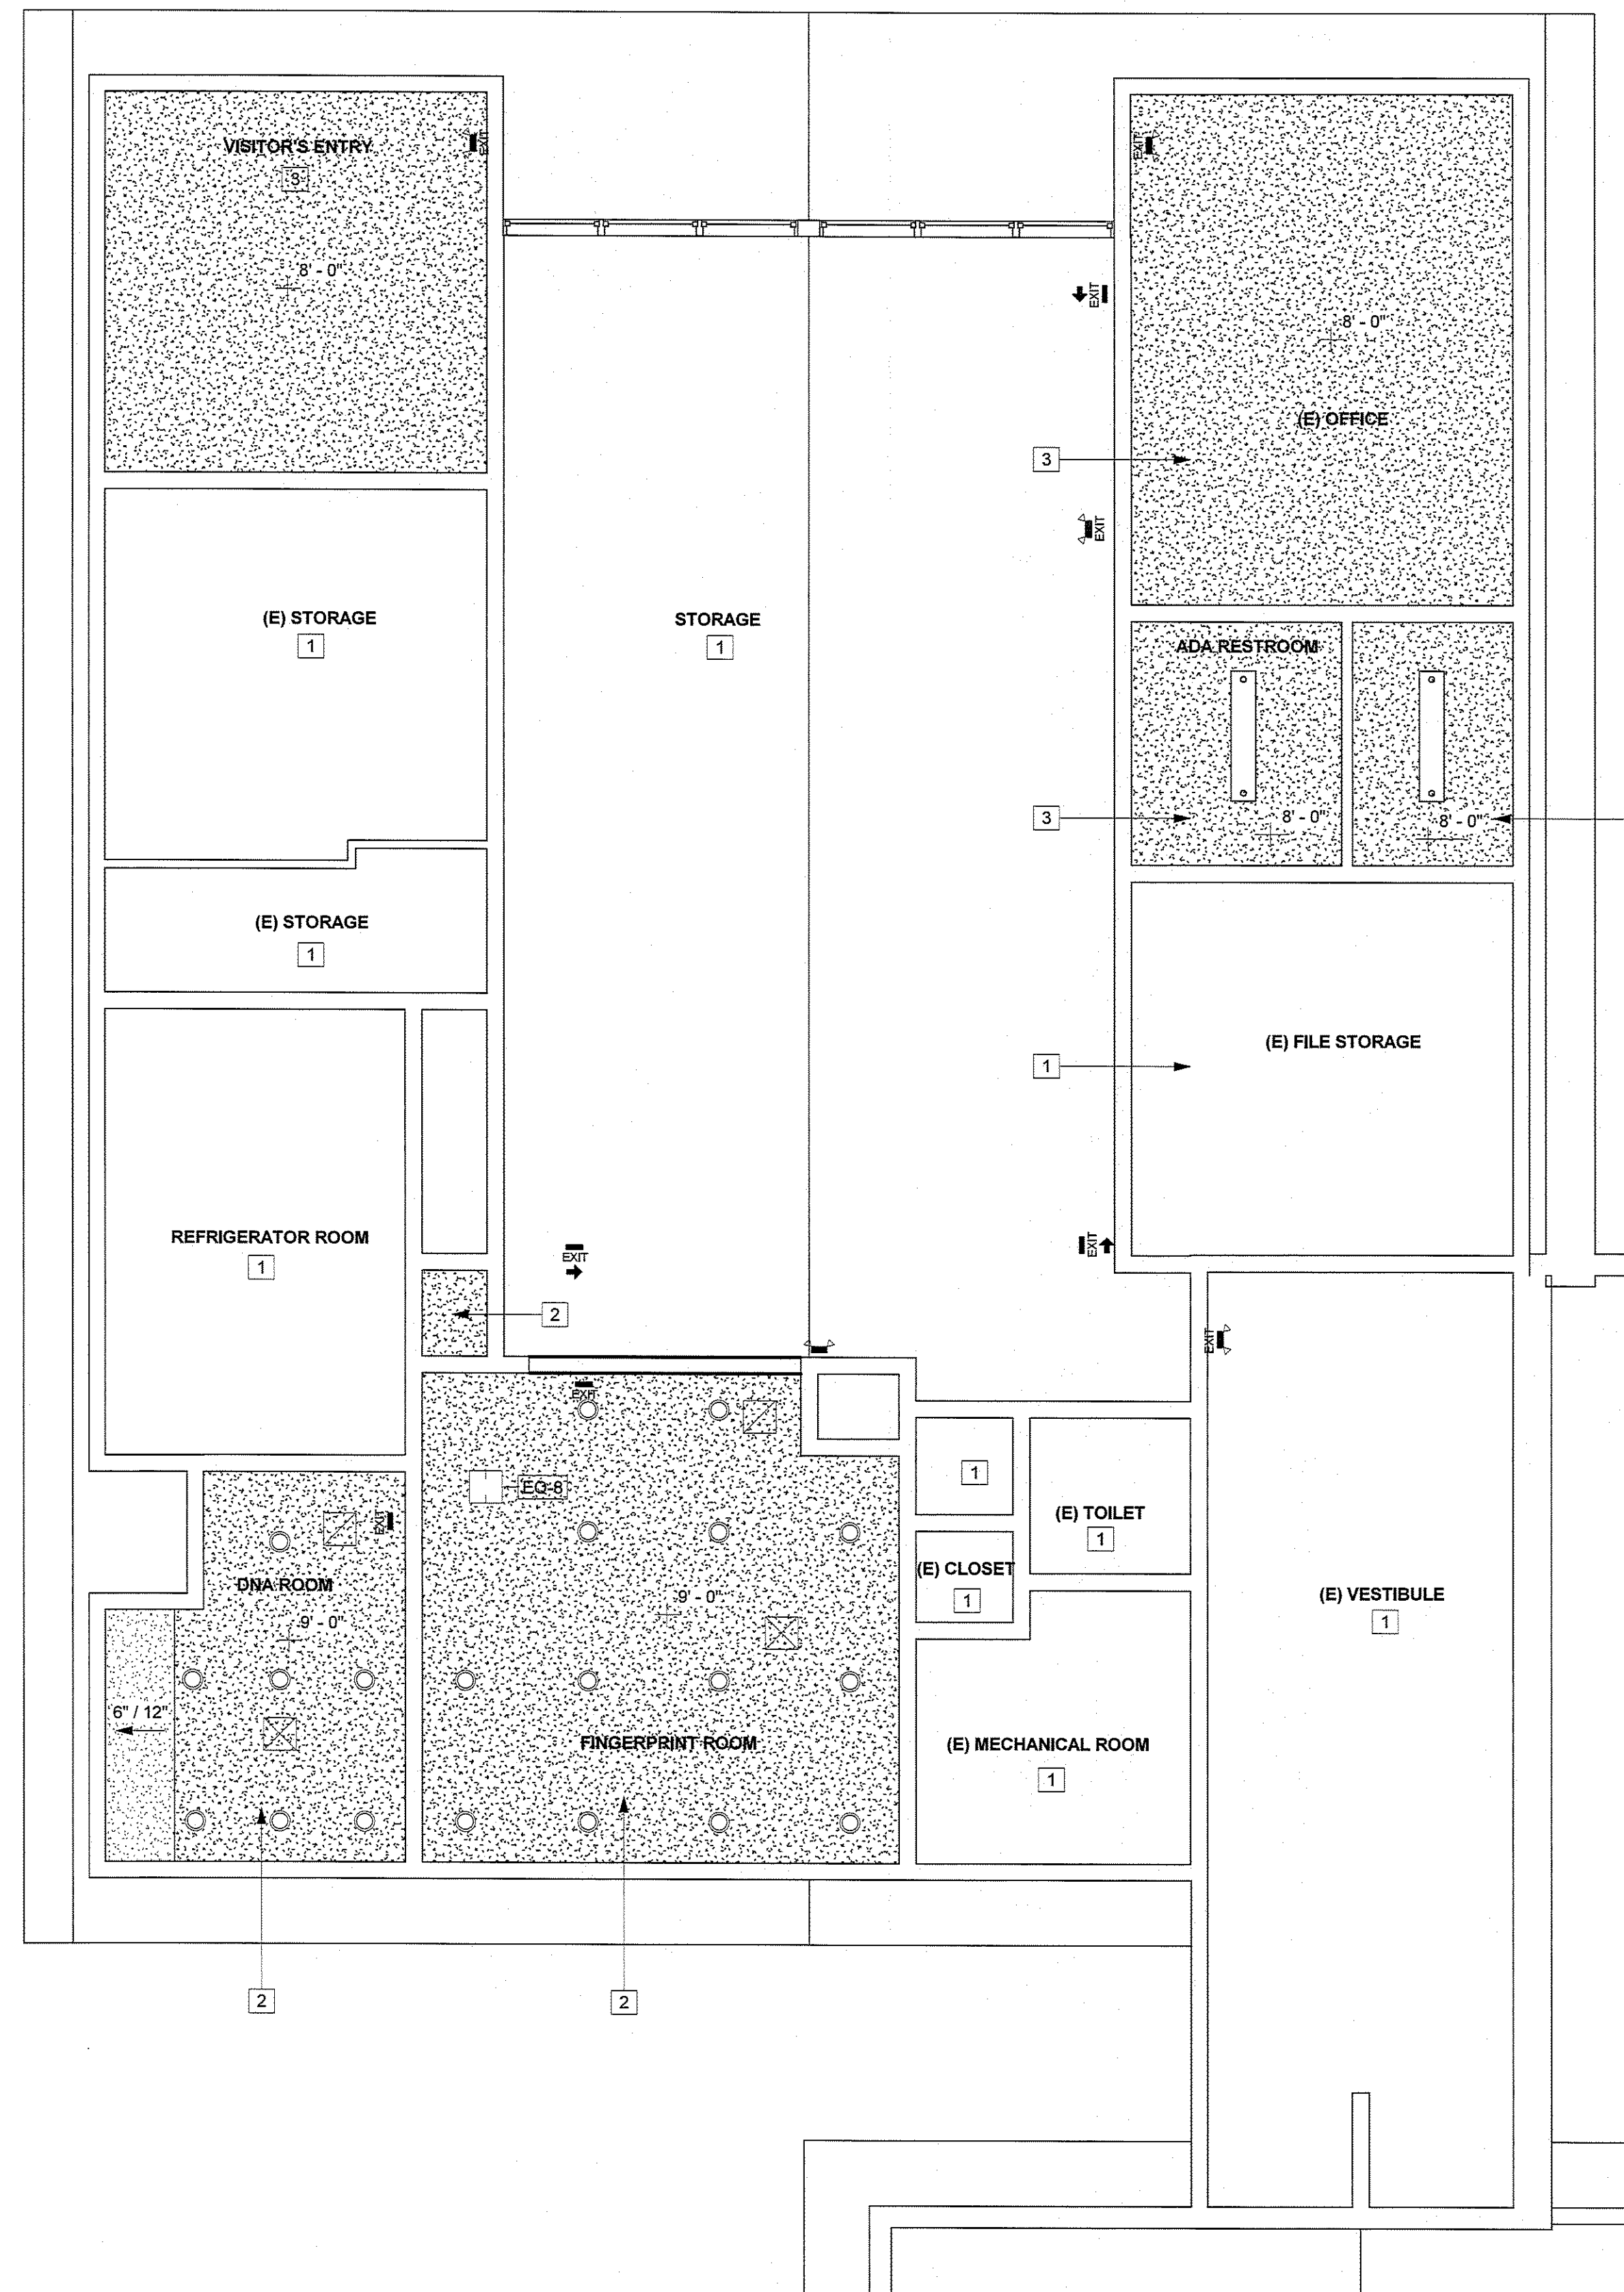 VISITOR'S ENTRY
3
EXIT
EXIT
8' - 0"
EXIT
8' - 0"
(E) OFFICE
3
EXIT
(E) STORAGE
1
STORAGE
1
ADA RESTROOM
3
8' - 0"
8' - 0"
(E) STORAGE
1
(E) FILE STORAGE
1
REFRIGERATOR ROOM
1
EXIT
EXIT
2
EXIT
EXIT
EQ-8
1
(E) TOILET
1
EXIT
DNA ROOM
9' - 0"
9' - 0"
(E) CLOSET
1
(E) VESTIBULE
1
6" / 12"
FINGERPRINT ROOM
(E) MECHANICAL ROOM
1
2
2